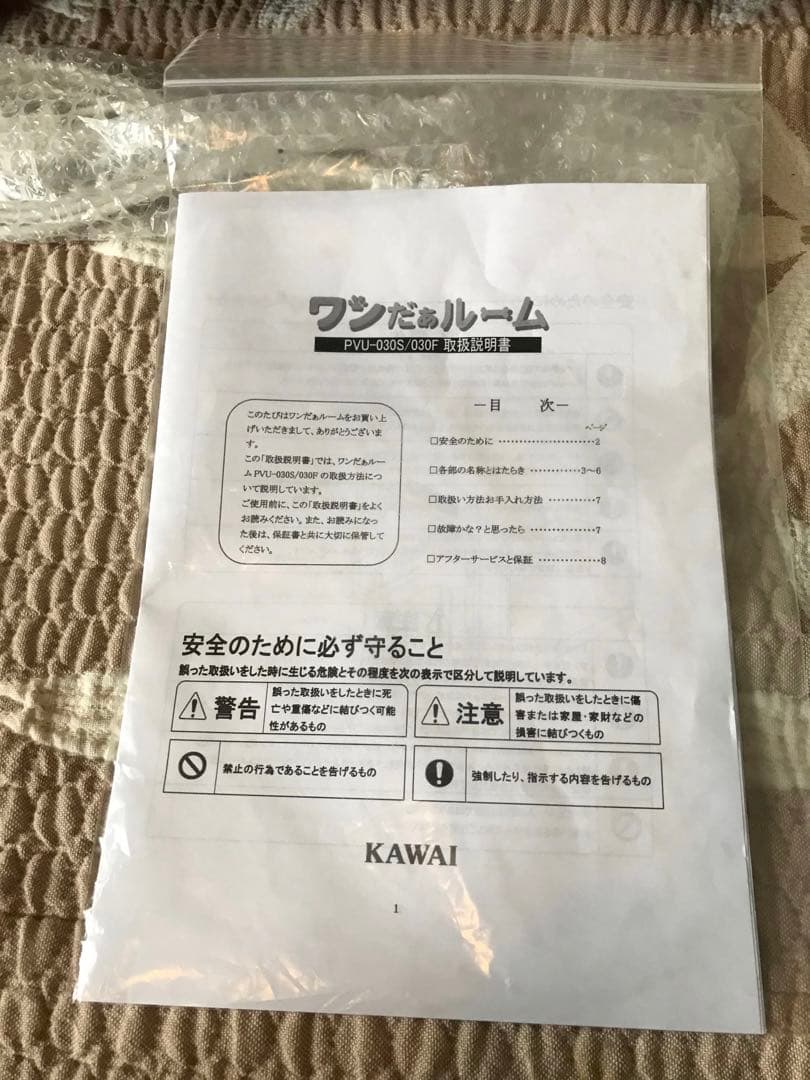 ワンだぁルーム
PVU-030S/030F 取扱説明書
このたびはワンだぁルームをお買い上
げいただきまして、ありがとうございま
す。
この「取扱説明書」では、ワンだぁルー
ム PVU-030S/030F の取扱方法につ
いて説明しています。
ご使用前に、この「取扱説明書」をよく
お読みください。また、お読みになっ
た後は、保証書と共に大切に保管して
ください。
－目 次－
ページ
□安全のために ························2
□各部の名称とはたらき ·············3～6
□取扱い方法お手入れ方法 ············7
□故障かな？と思ったら ················7
□アフターサービスと保証 ···············8
安全のために必ず守ること
誤った取扱いをした時に生じる危険とその程度を次の表示で区分して説明しています。
警告
誤った取扱いをしたときに死
亡や重傷などに結びつく可能
性があるもの
注意
誤った取扱いをしたときに傷
害または家屋・家財などの
損害に結びつくもの
禁止の行為であることを告げるもの
強制したり、指示する内容を告げるもの
KAWAI
1